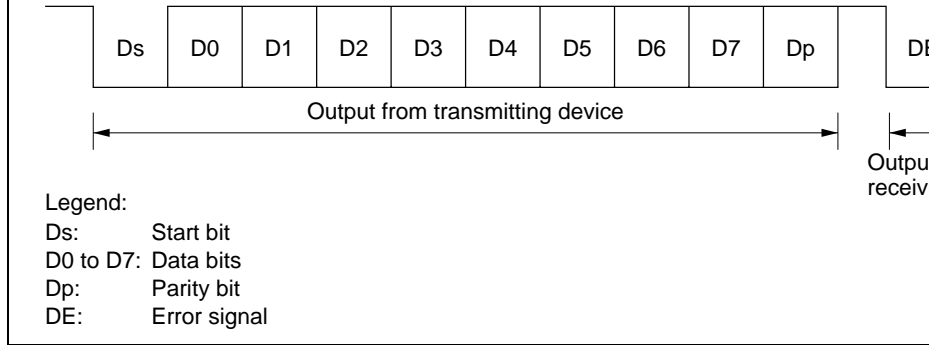 Ds D0 D1 D2 D3 D4 D5 D6 D7 Dp
Output from transmitting device
Legend:
Ds: Start bit
D0 to D7: Data bits
Dp: Parity bit
DE: Error signal